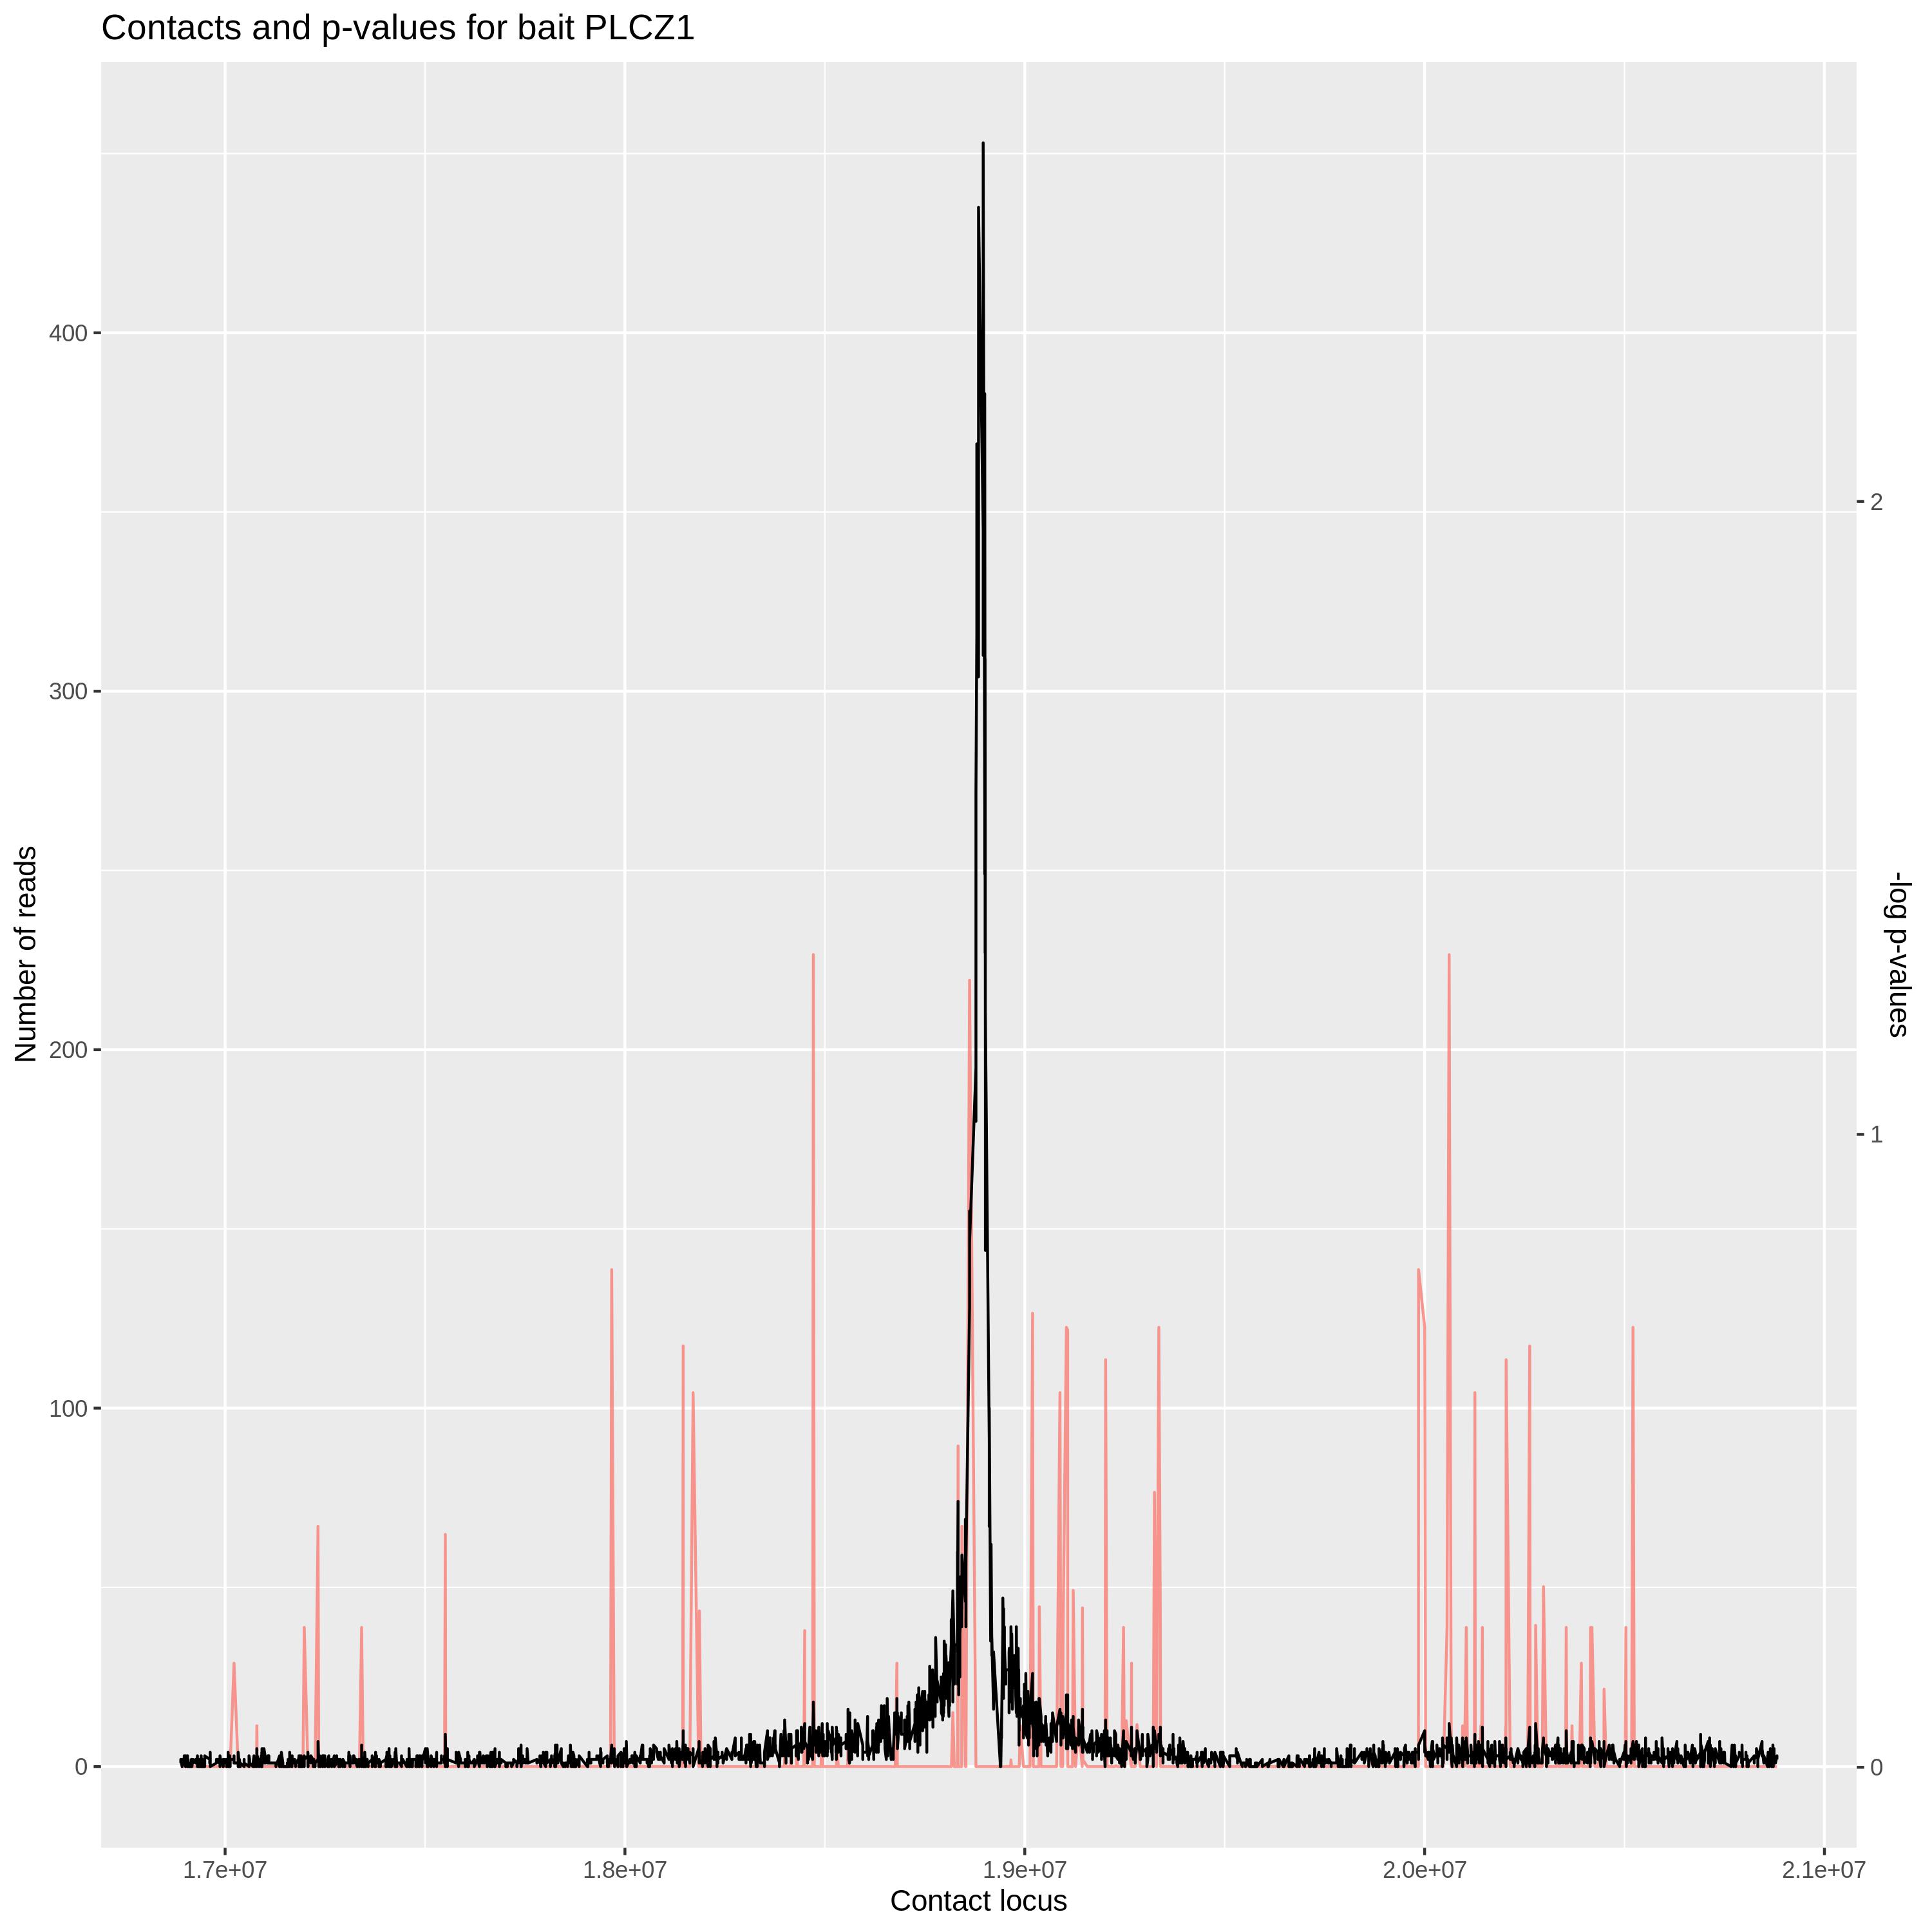 Contacts and p-values for bait PLCZ1
Number of reads
400
300
200
100
0
2
1
0
-log p-values
1.7e+07
1.8e+07
1.9e+07
2.0e+07
2.1e+07
Contact locus